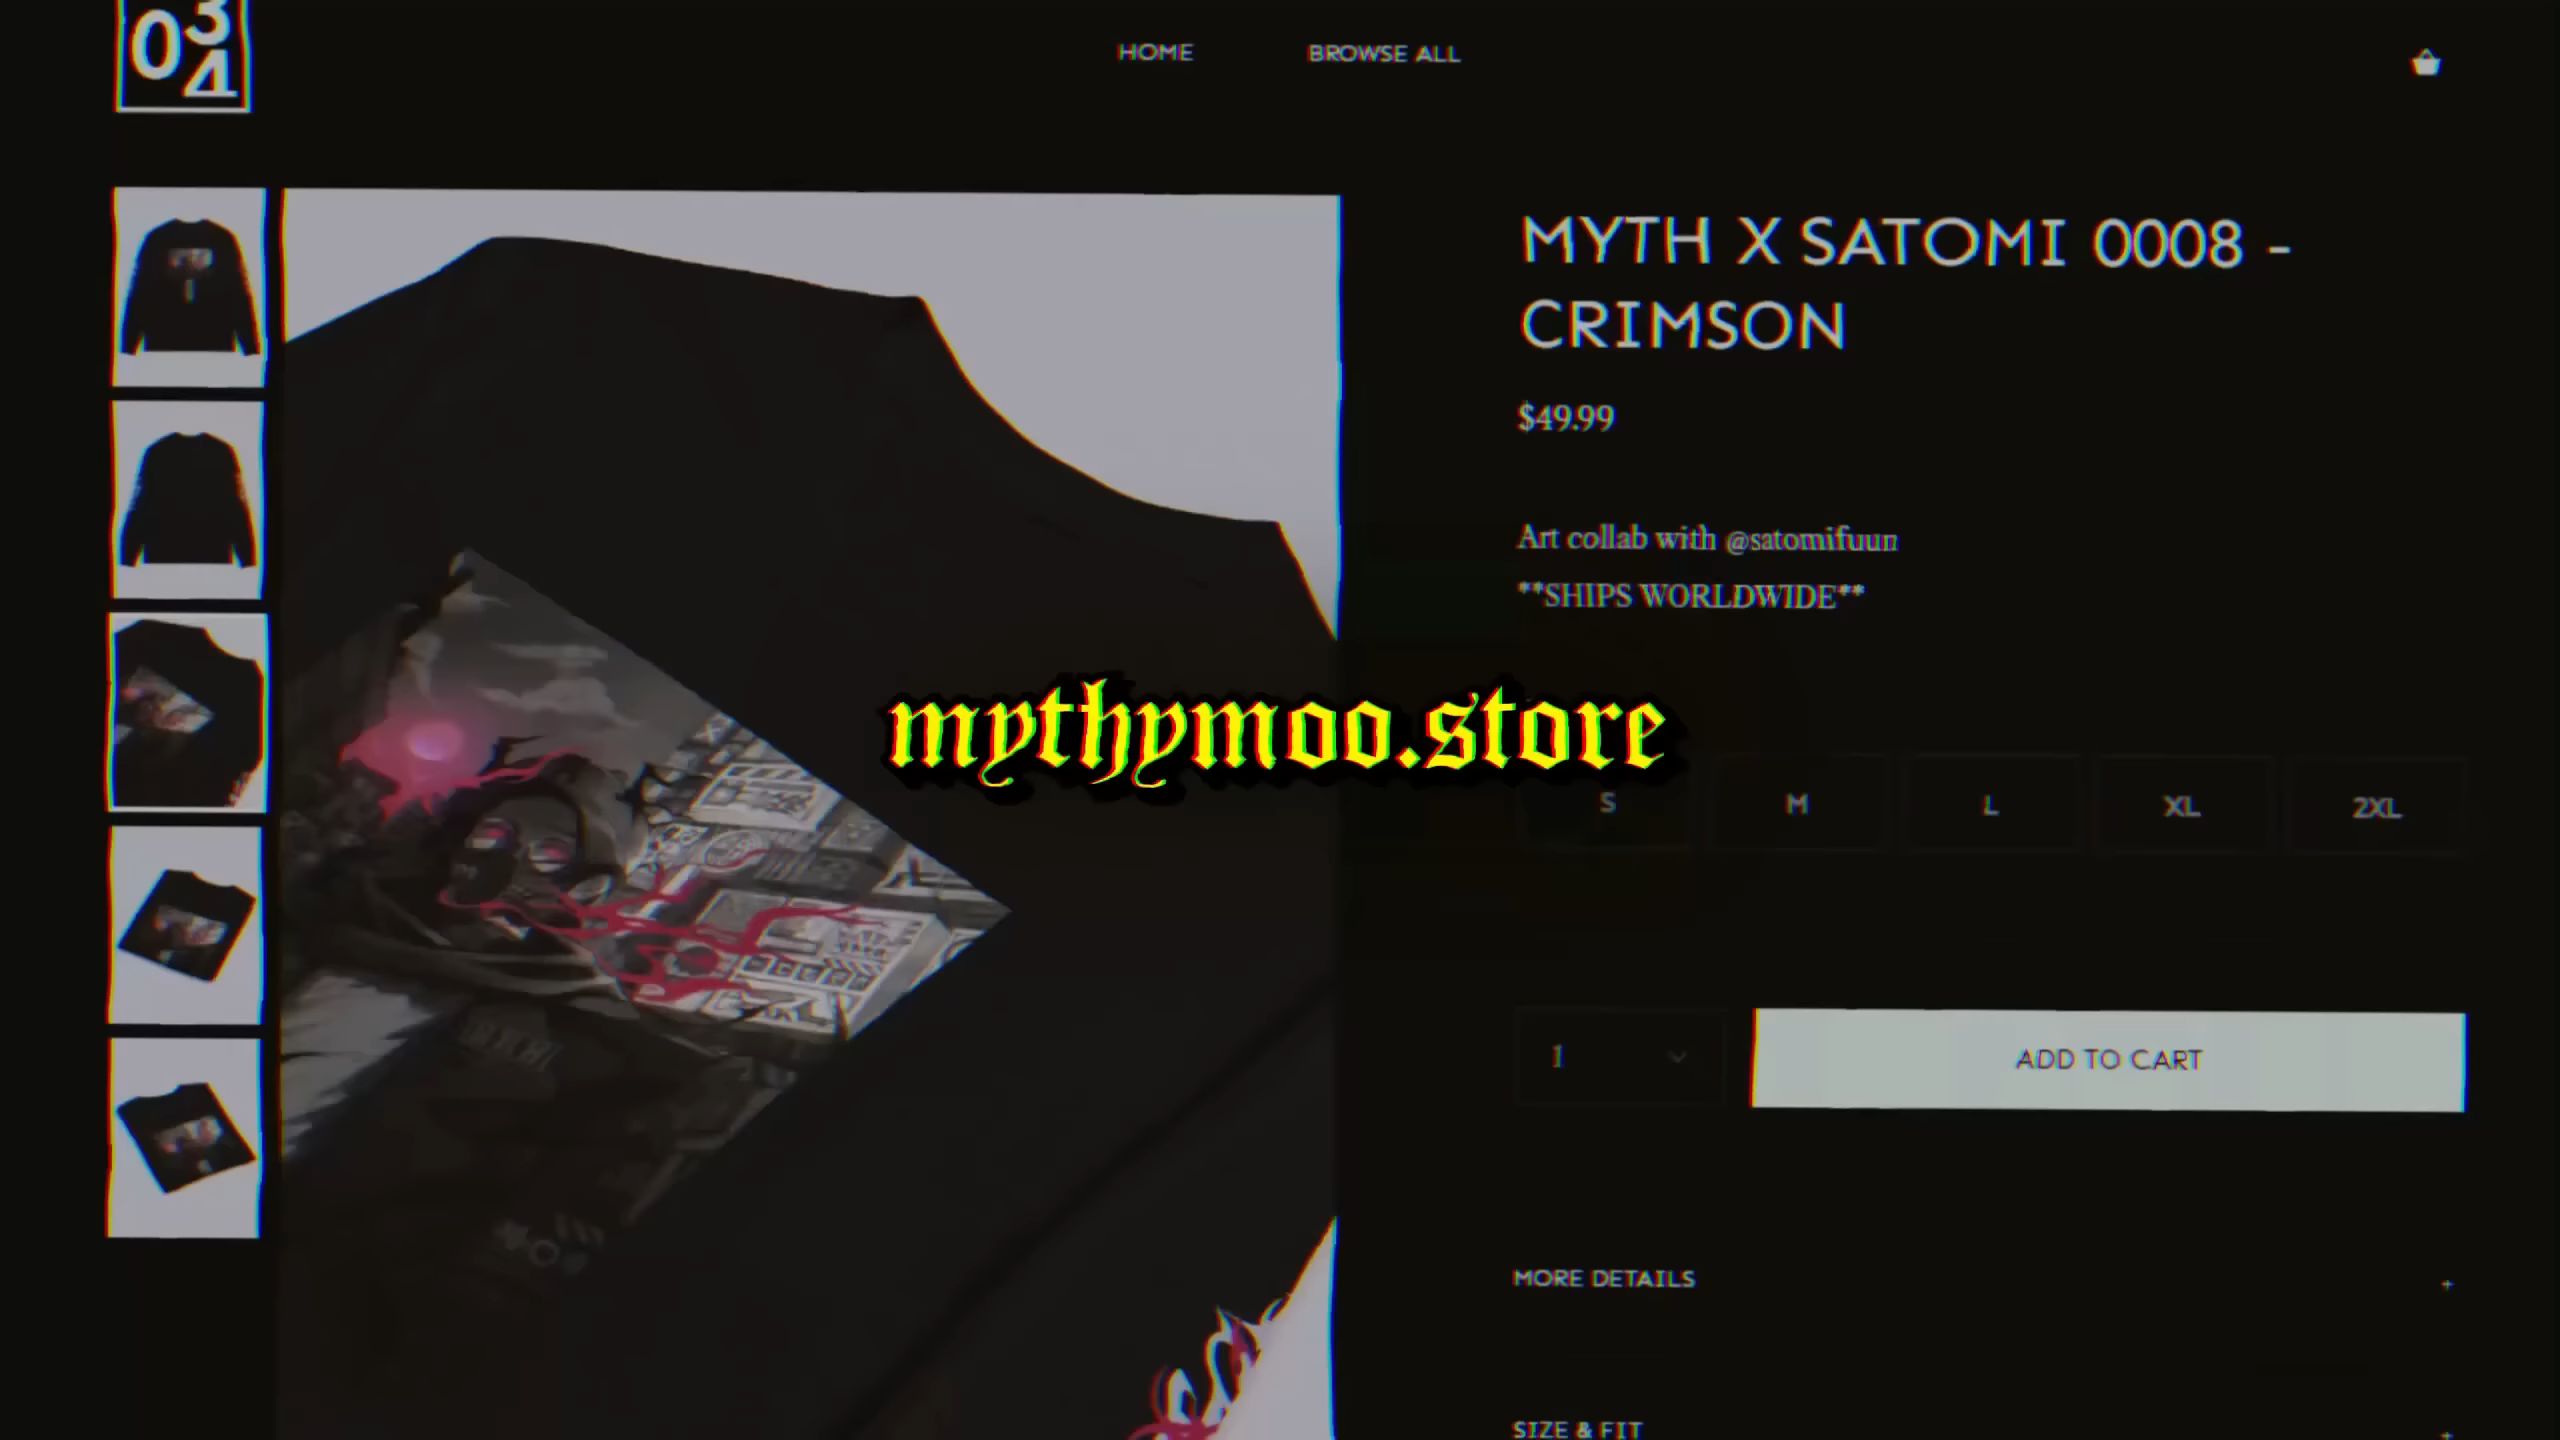 034
HOME
BROWSE ALL
MYTH X SATOMI 0008 -
CRIMSON
$49.99
Art collab with @satomifuun
**SHIPS WORLDWIDE**
mythymoo.store
S
M
L
XL
2XL
1
ADD TO CART
MORE DETAILS
+
SIZE & FIT
+